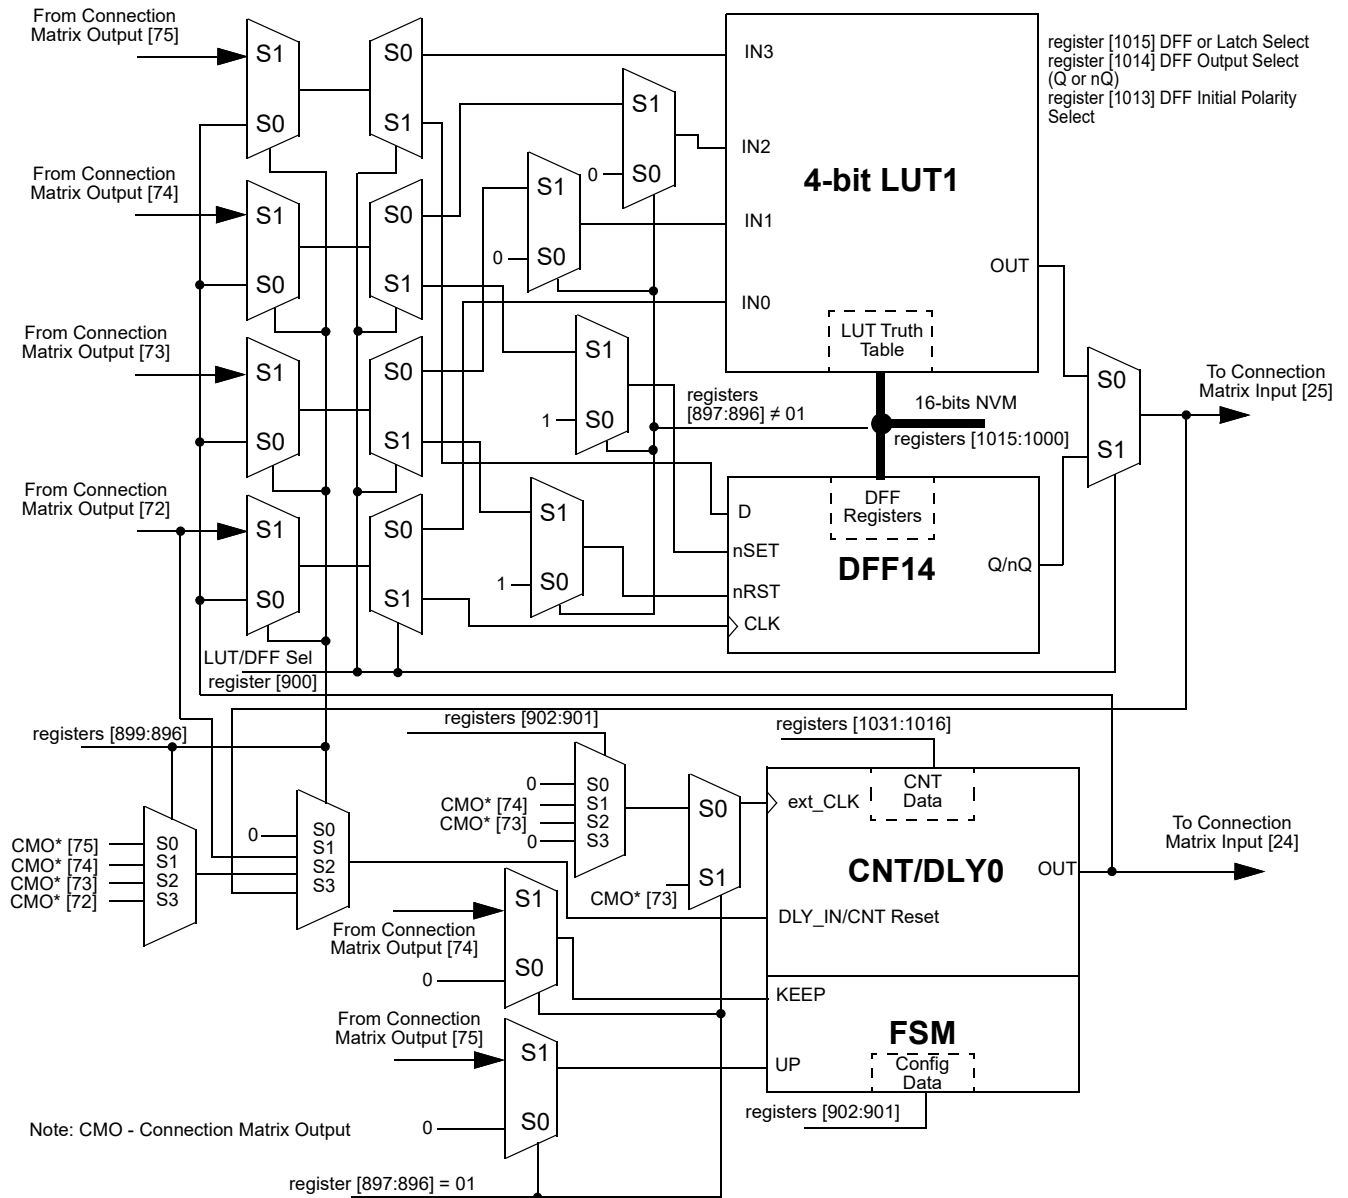 From Connection
Matrix Output [75]
S1
S0
S0
S1
From Connection
Matrix Output [74]
S1
S0
S0
S1
From Connection
Matrix Output [73]
S1
S0
S0
S1
From Connection
Matrix Output [72]
S1
S0
S0
S1
S1
0
S0
S1
0
S0
S1
1
S0
S1
1
S0
IN3
IN2
IN1
IN0
4-bit LUT1
OUT
LUT Truth
Table
register [1015] DFF or Latch Select
register [1014] DFF Output Select
(Q or nQ)
register [1013] DFF Initial Polarity
Select
registers
[897:896] ≠ 01
16-bits NVM
registers [1015:1000]
S0
S1
To Connection
Matrix Input [25]
DFF
Registers
D
nSET
nRST
CLK
DFF14
Q/nQ
LUT/DFF Sel
register [900]
registers [899:896]
CMO* [75]
CMO* [74]
CMO* [73]
CMO* [72]
S0
S1
S2
S3
0
S0
S1
S2
S3
registers [902:901]
0
CMO* [74]
CMO* [73]
0
S0
S1
S2
S3
S0
S1
CMO* [73]
registers [1031:1016]
ext_CLK
CNT
Data
CNT/DLY0
OUT
DLY_IN/CNT Reset
To Connection
Matrix Input [24]
From Connection
Matrix Output [74]
S1
0
S0
KEEP
FSM
UP
Config
Data
registers [902:901]
From Connection
Matrix Output [75]
S1
0
S0
Note: CMO - Connection Matrix Output
register [897:896] = 01